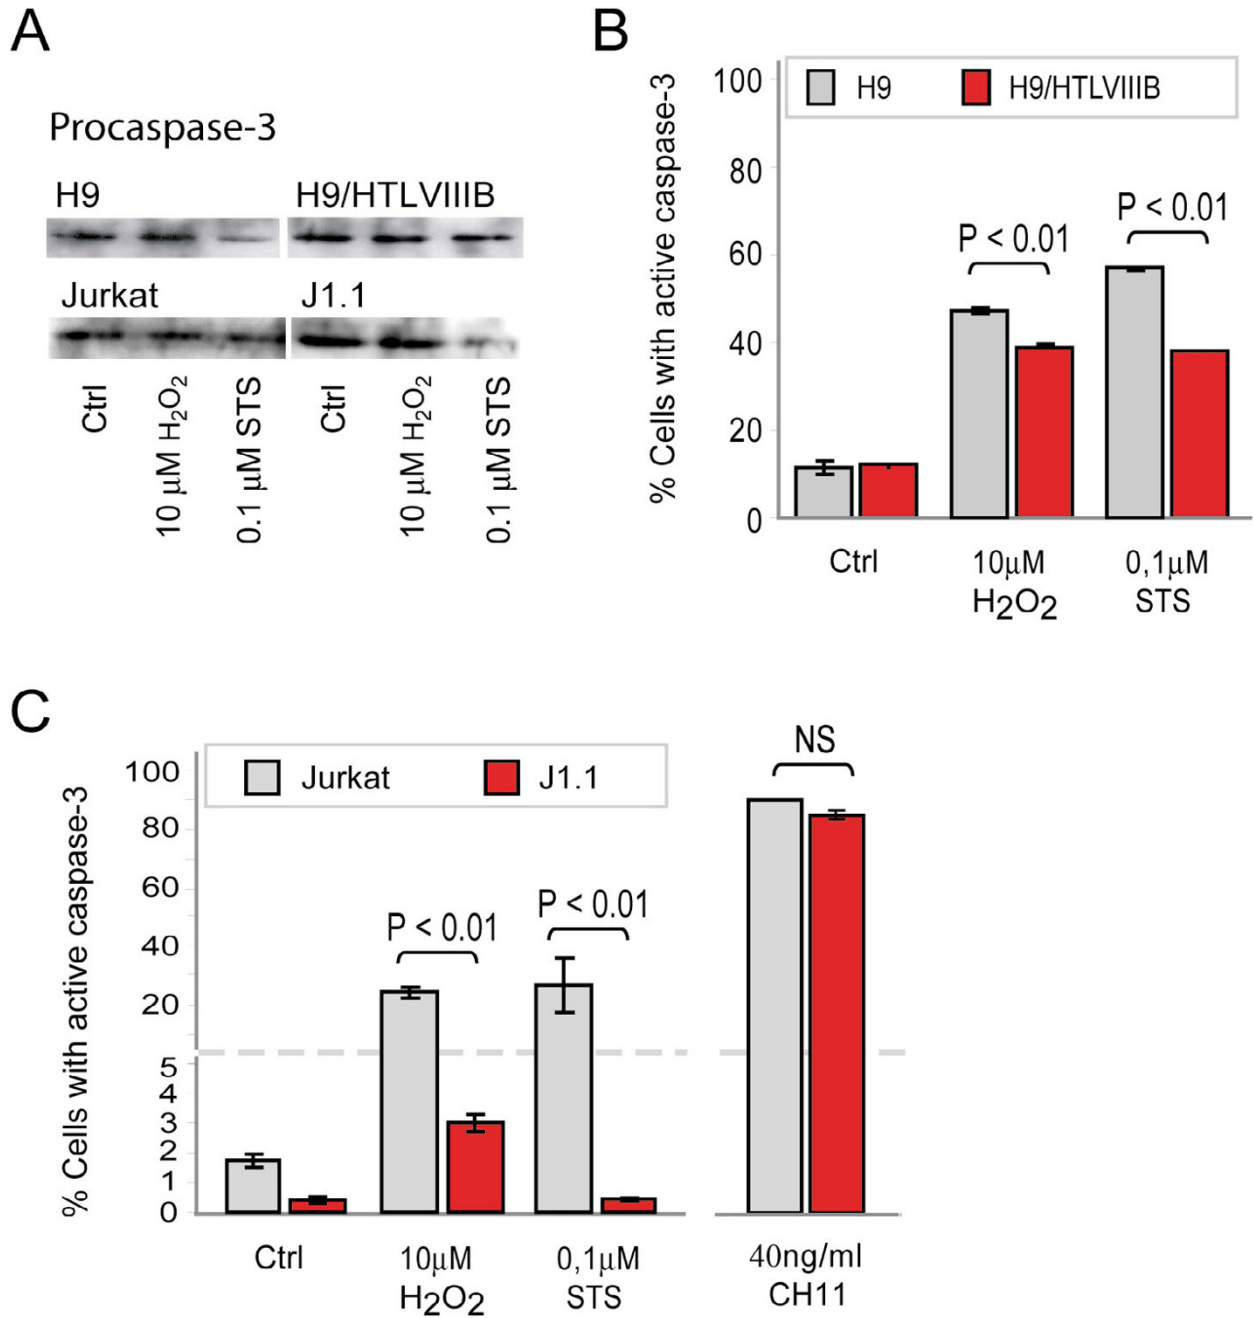 A
Procaspase-3
H9
H9/HTLVIIIB
Jurkat
J1.1
Ctrl
10 μM H₂O₂
0.1 μM STS
Ctrl
10 μM H₂O₂
0.1 μM STS
B
% Cells with active caspase-3
100
80
60
40
20
0
H9
H9/HTLVIIIB
P < 0.01
P < 0.01
Ctrl
10μM
H₂O₂
0,1μM
STS
C
% Cells with active caspase-3
100
80
60
40
20
5
4
3
2
1
0
Jurkat
J1.1
P < 0.01
P < 0.01
NS
Ctrl
10μM
H₂O₂
0,1μM
STS
40ng/ml
CH11